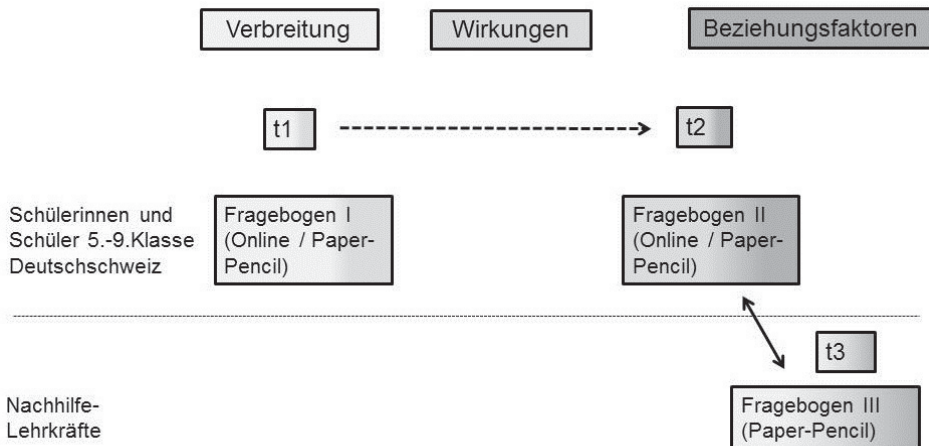 Verbreitung
Wirkungen
Beziehungsfaktoren
t1
t2
Schülerinnen und
Schüler 5.-9.Klasse
Deutschschweiz
Fragebogen I
(Online / Paper-
Pencil)
Fragebogen II
(Online / Paper-
Pencil)
t3
Nachhilfe-
Lehrkräfte
Fragebogen III
(Paper-Pencil)